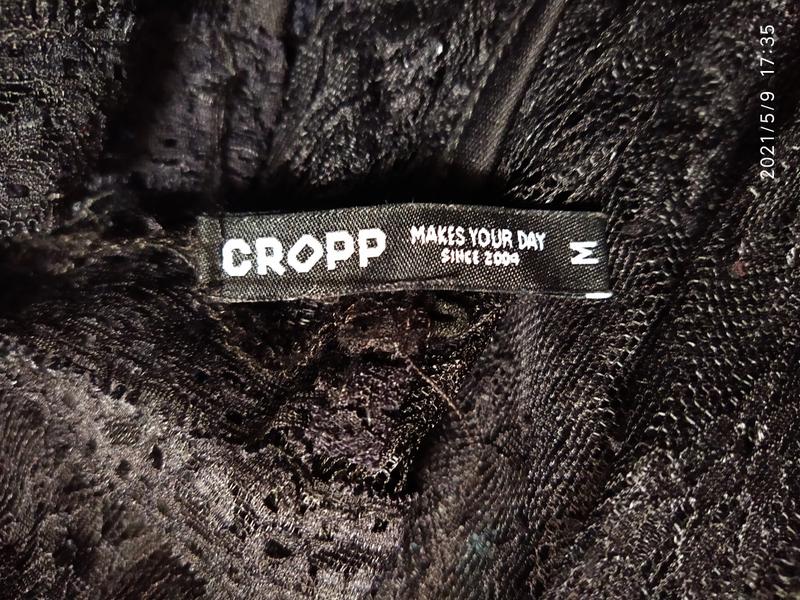 CROPP
MAKES YOUR DAY
SINCE 2004
M
2021/5/9 17:35